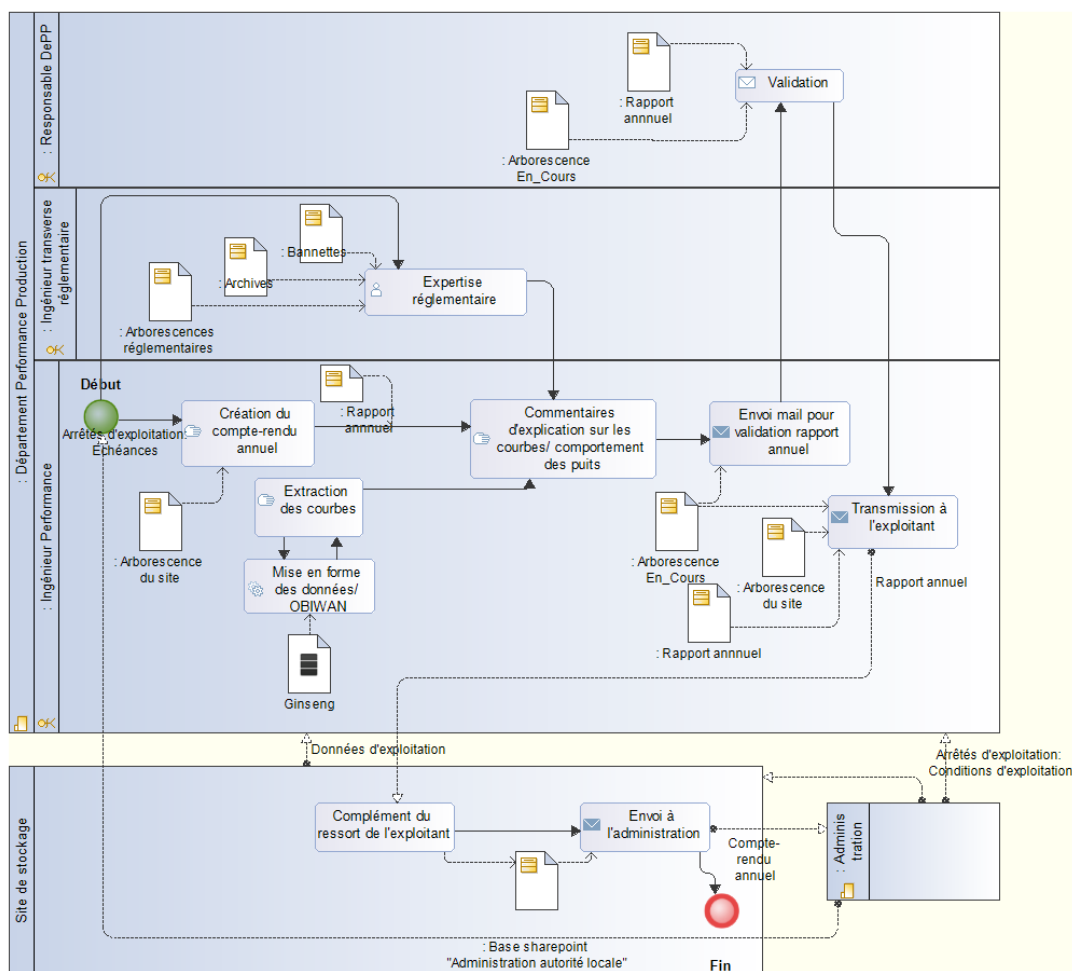 : Département Performance Production
: Responsable DePP
: Rapport
annnuel
Validation
: Arborescence
En_Cours
: Ingénieur transverse
réglementaire
: Bannettes
: Archives
Expertise
réglementaire
: Arborescences
réglementaires
: Ingénieur Performance
Début
Arrêtés d'exploitation:
Echéances
Création du
compte-rendu
annuel
: Rapport
annnuel
Commentaires
d'explication sur les
courbes/ comportement
des puits
Envoi mail pour
validation rapport
annuel
Extraction
des courbes
: Arborescence
du site
Mise en forme
des données/
OBIWAN
Ginseng
: Arborescence
En_Cours
Transmission à
l'exploitant
: Arborescence
du site
Rapport annuel
: Rapport annnuel
Données d'exploitation
Arrêtés d'exploitation:
Conditions d'exploitation
Site de stockage
Complément du
ressort de l'exploitant
Envoi à
l'administration
Compte-
rendu
annuel
: Adminis
tration
: Base sharepoint
"Administration autorité locale"
Fin